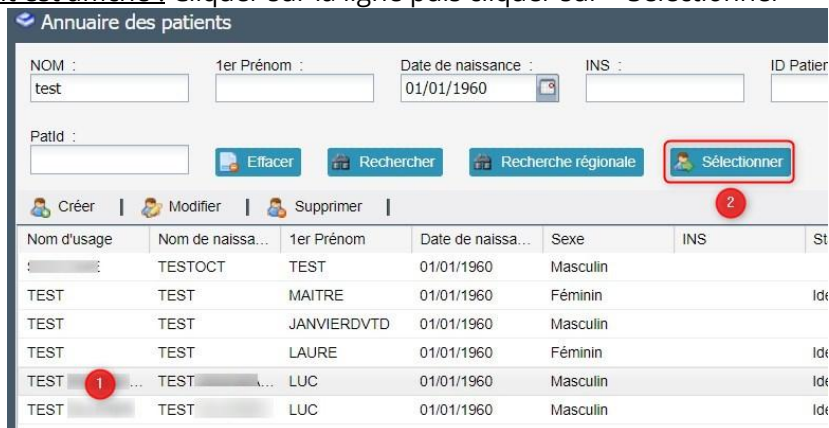 est affiché : Cliquer sur la ligne puis cliquer sur « Sélectionner
Annuaire des patients
NOM : 1er Prénom : Date de naissance : INS : ID Patien
test 01/01/1960
PatId :
Effacer Rechercher Recherche régionale Sélectionner
2
Créer | Modifier | Supprimer |
Nom d'usage Nom de naissa... 1er Prénom Date de naissa... Sexe INS St
TESTOCT TEST 01/01/1960 Masculin
TEST TEST MAITRE 01/01/1960 Féminin Ide
TEST TEST JANVIERDVTD 01/01/1960 Masculin
TEST TEST LAURE 01/01/1960 Féminin Ide
TEST 1 ... TEST ... LUC 01/01/1960 Masculin Ide
TEST TEST LUC 01/01/1960 Masculin Ide